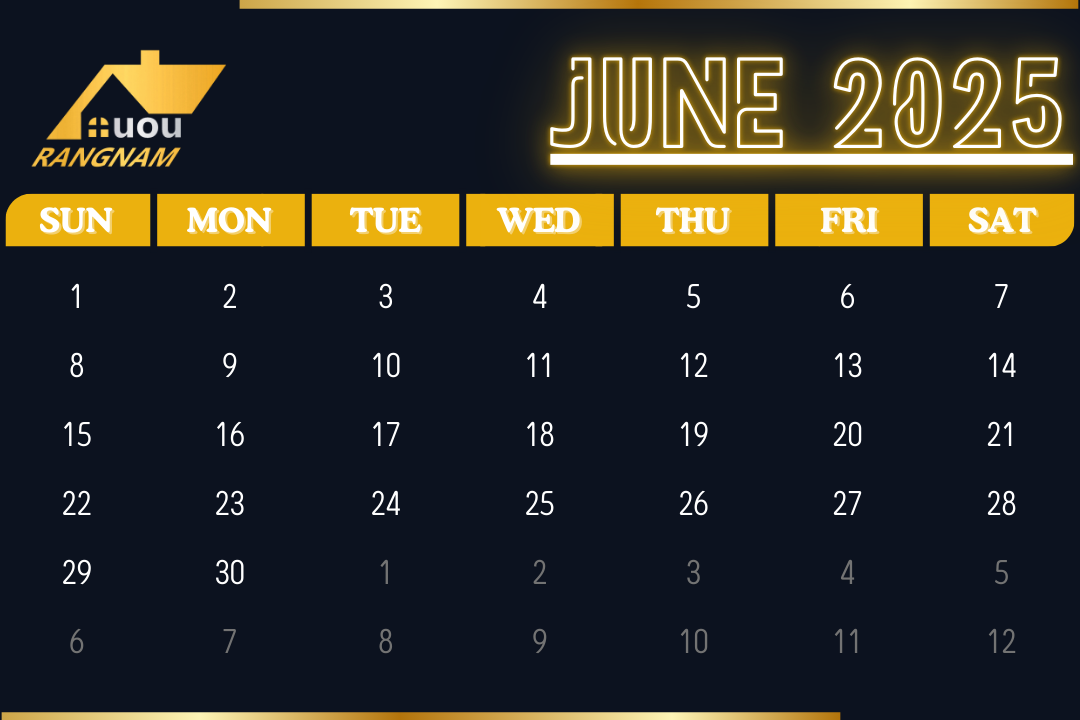 uou
RANGNAM
JUNE 2025
SUN MON TUE WED THU FRI SAT
1 2 3 4 5 6 7
8 9 10 11 12 13 14
15 16 17 18 19 20 21
22 23 24 25 26 27 28
29 30 1 2 3 4 5
6 7 8 9 10 11 12